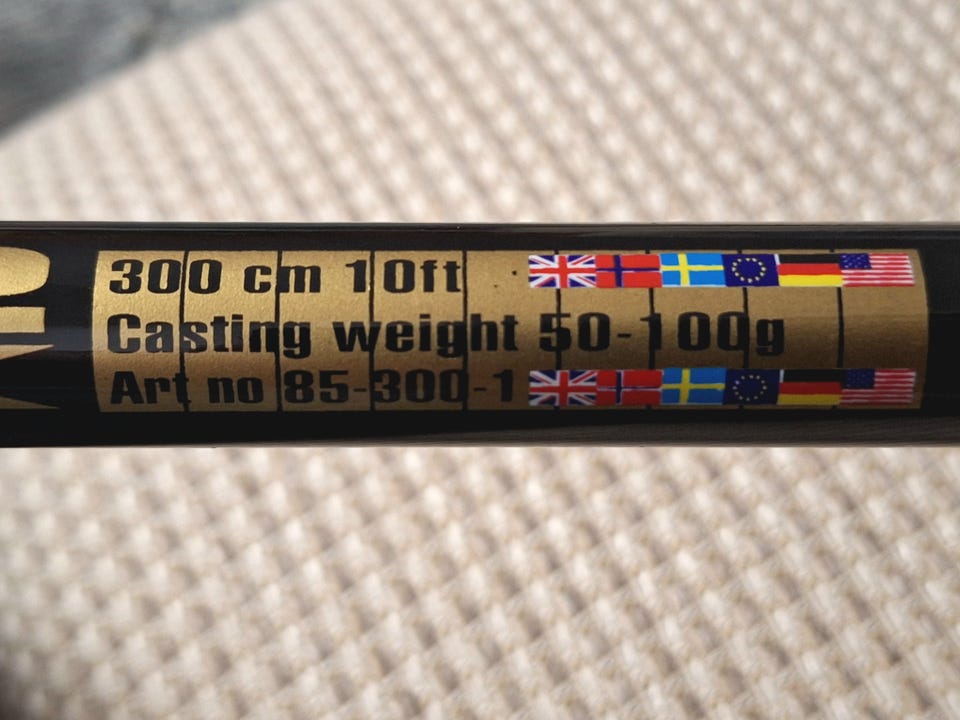 300 cm 10ft
Casting weight 50-100g
Art no 85-300-1